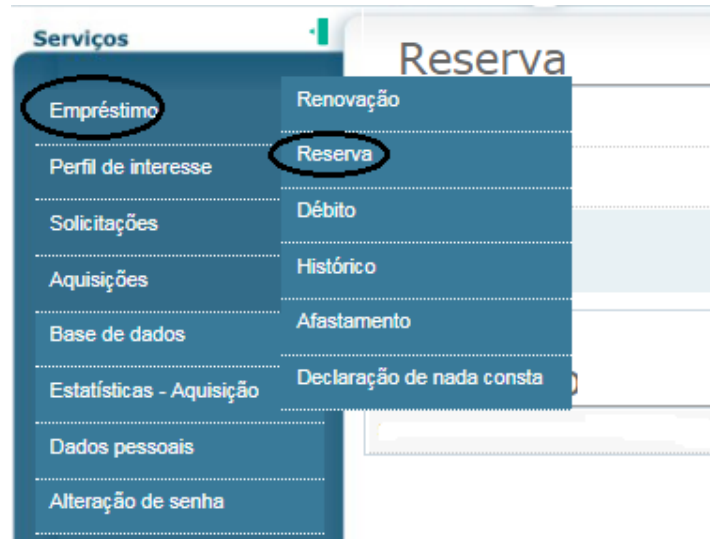 Serviços
Reserva
Empréstimo
Perfil de interesse
Solicitações
Aquisições
Base de dados
Estatísticas - Aquisição
Dados pessoais
Alteração de senha
Renovação
Reserva
Débito
Histórico
Afastamento
Declaração de nada consta